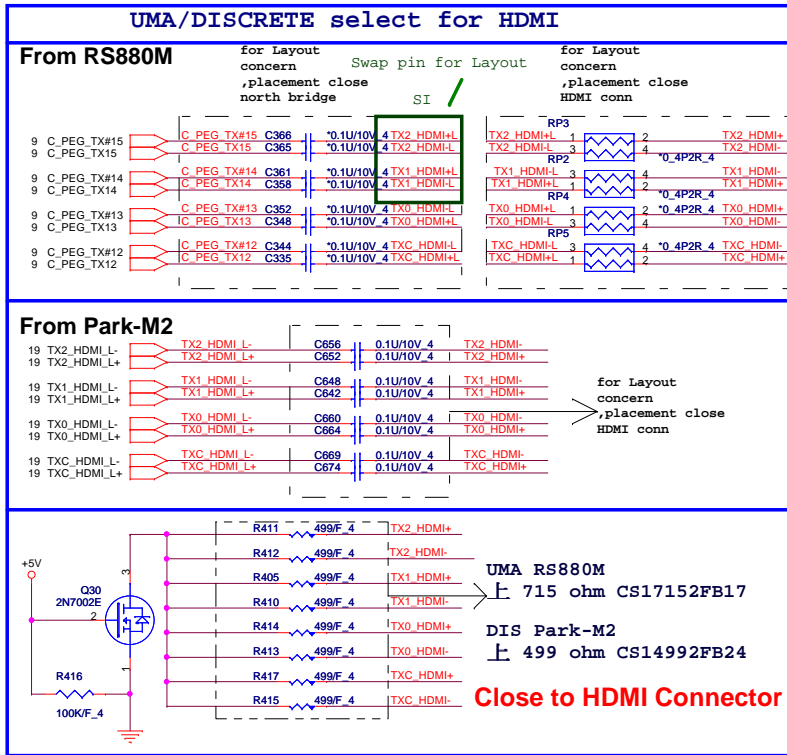 UMA/DISCRETE select for HDMI
From RS880M
for Layout
concern
,placement close
north bridge
Swap pin for Layout
SI
for Layout
concern
,placement close
HDMI conn
9 C_PEG_TX#15 C_PEG_TX#15 C366 *0.1U/10V_4 TX2_HDMI+L
9 C_PEG_TX15 C_PEG_TX15 C365 *0.1U/10V_4 TX2_HDMI-L
9 C_PEG_TX#14 C_PEG_TX#14 C361 *0.1U/10V_4 TX1_HDMI+L
9 C_PEG_TX14 C_PEG_TX14 C358 *0.1U/10V_4 TX1_HDMI-L
9 C_PEG_TX#13 C_PEG_TX#13 C352 *0.1U/10V_4 TX0_HDMI-L
9 C_PEG_TX13 C_PEG_TX13 C348 *0.1U/10V_4 TX0_HDMI+L
9 C_PEG_TX#12 C_PEG_TX#12 C344 *0.1U/10V_4 TXC_HDMI-L
9 C_PEG_TX12 C_PEG_TX12 C335 *0.1U/10V_4 TXC_HDMI+L
RP3
TX2_HDMI+L 1 2 TX2_HDMI+
TX2_HDMI-L 3 4 TX2_HDMI-
RP2 *0_4P2R_4
TX1_HDMI-L 3 4 TX1_HDMI-
TX1_HDMI+L 1 2 TX1_HDMI+
RP4 *0_4P2R_4
TX0_HDMI+L 1 2 *0_4P2R_4 TX0_HDMI+
TX0_HDMI-L 3 4 TX0_HDMI-
RP5
TXC_HDMI-L 3 4 *0_4P2R_4 TXC_HDMI-
TXC_HDMI+L 1 2 TXC_HDMI+
From Park-M2
19 TX2_HDMI_L- TX2_HDMI_L- C656 0.1U/10V_4 TX2_HDMI-
19 TX2_HDMI_L+ TX2_HDMI_L+ C652 0.1U/10V_4 TX2_HDMI+
19 TX1_HDMI_L- TX1_HDMI_L- C648 0.1U/10V_4 TX1_HDMI-
19 TX1_HDMI_L+ TX1_HDMI_L+ C642 0.1U/10V_4 TX1_HDMI+
19 TX0_HDMI_L- TX0_HDMI_L- C660 0.1U/10V_4 TX0_HDMI-
19 TX0_HDMI_L+ TX0_HDMI_L+ C664 0.1U/10V_4 TX0_HDMI+
19 TXC_HDMI_L- TXC_HDMI_L- C669 0.1U/10V_4 TXC_HDMI-
19 TXC_HDMI_L+ TXC_HDMI_L+ C674 0.1U/10V_4 TXC_HDMI+
for Layout
concern
,placement close
HDMI conn
+5V
Q30
2N7002E
3
2
1
R416
100K/F_4
R411 499/F_4 TX2_HDMI+
R412 499/F_4 TX2_HDMI-
R405 499/F_4 TX1_HDMI+
R410 499/F_4 TX1_HDMI-
R414 499/F_4 TX0_HDMI+
R413 499/F_4 TX0_HDMI-
R417 499/F_4 TXC_HDMI+
R415 499/F_4 TXC_HDMI-
UMA RS880M
上 715 ohm CS17152FB17
DIS Park-M2
上 499 ohm CS14992FB24
Close to HDMI Connector